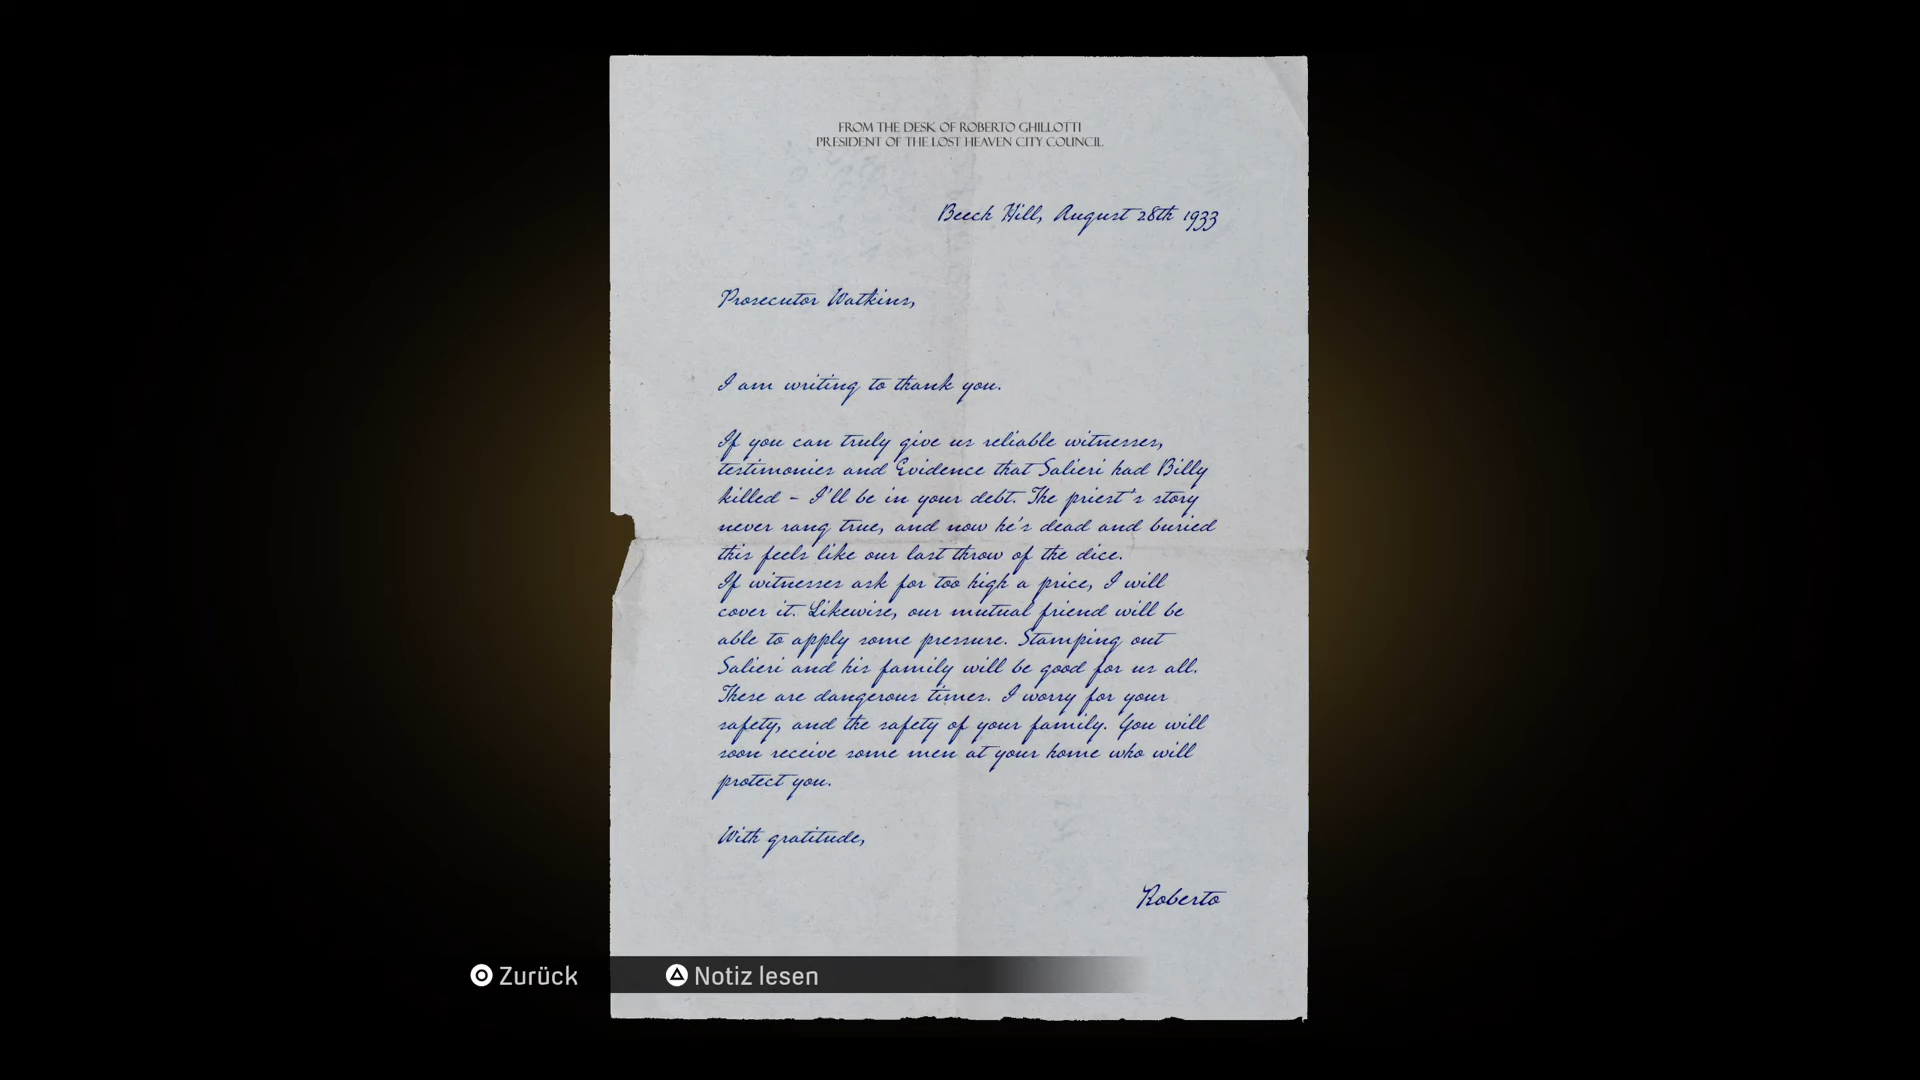 FROM THE DESK OF ROBERTO GHILLOTTI
PRESIDENT OF THE LOST HEAVEN CITY COUNCIL
Beech Hill, August 28th 1933
Prosecutor Watkins,
I am writing to thank you.
If you can truly give us reliable witnesses,
testimonies and Evidence that Salieri had Billy
killed - I'll be in your debt. The priest's story
never rang true, and now he's dead and buried
this feels like our last throw of the dice.
If witnesses ask for too high a price, I will
cover it. Likewise, our mutual friend will be
able to apply some pressure. Stamping out
Salieri and his family will be good for us all.
These are dangerous times. I worry for your
safety, and the safety of your family. You will
soon receive some men at your home who will
protect you.
With gratitude,
Roberto
Zurück
Notiz lesen